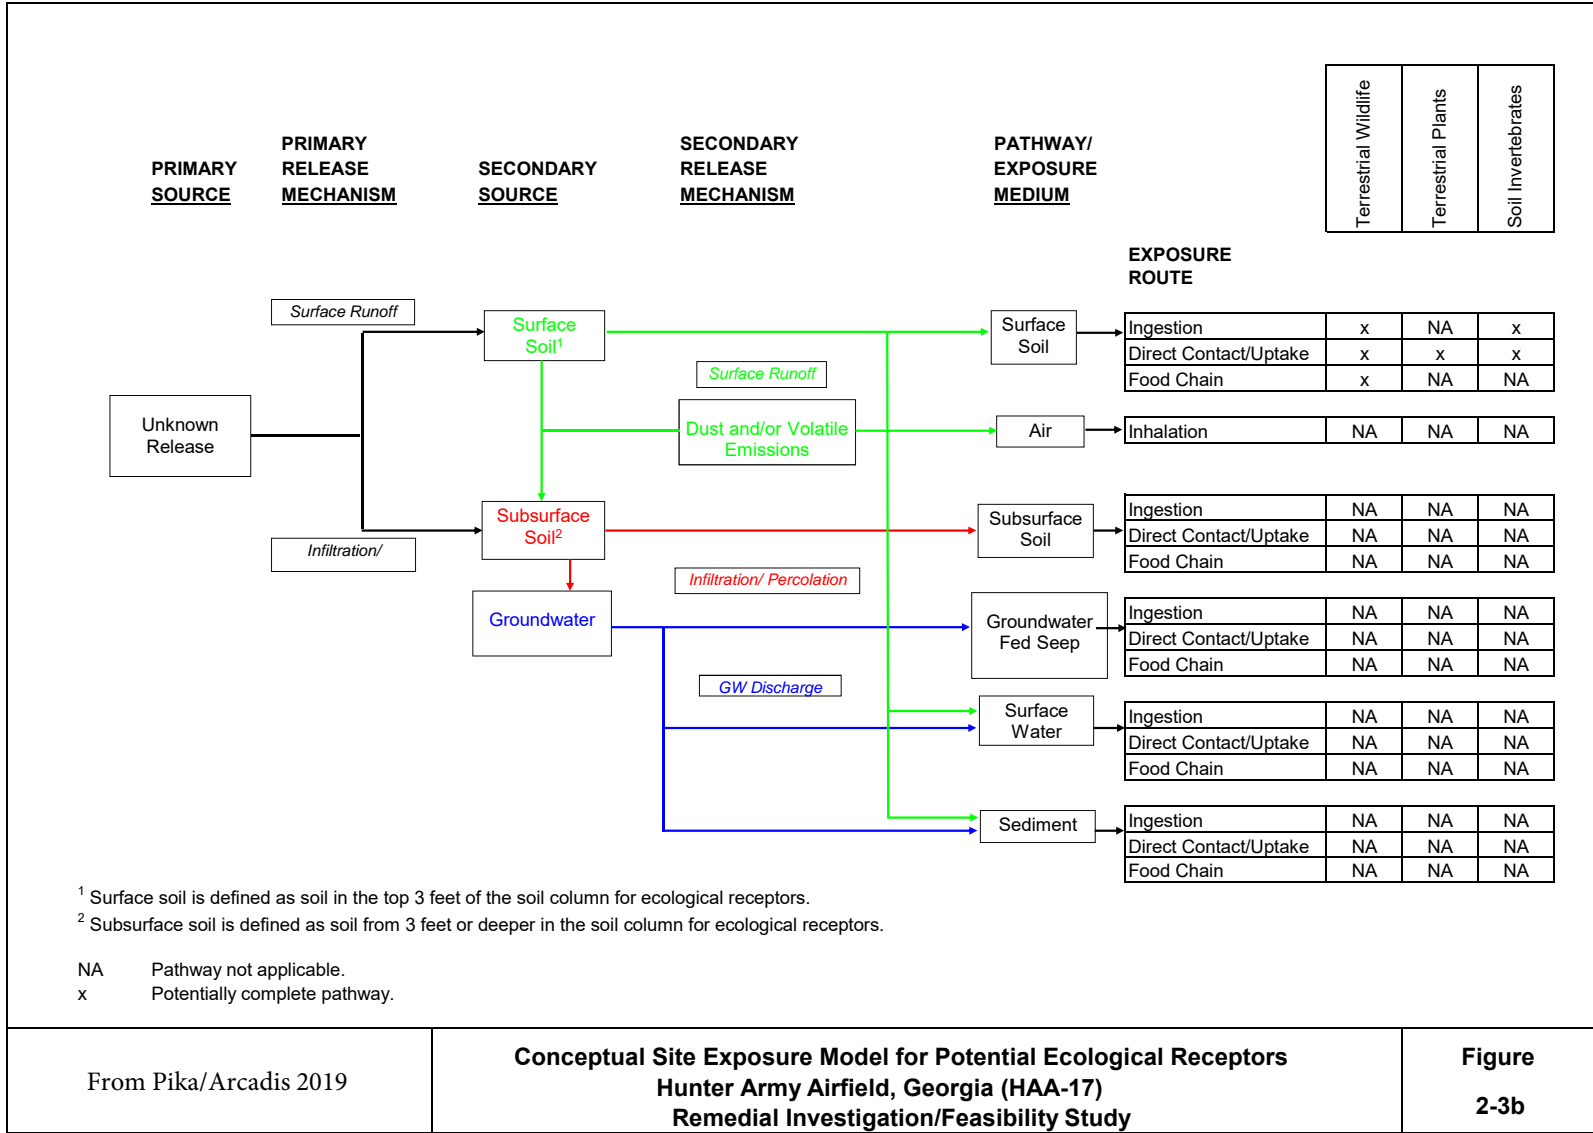 Terrestrial Wildlife
Terrestrial Plants
Soil Invertebrates
PRIMARY
SOURCE
PRIMARY
RELEASE
MECHANISM
SECONDARY
SOURCE
SECONDARY
RELEASE
MECHANISM
PATHWAY/
EXPOSURE
MEDIUM
EXPOSURE
ROUTE
Surface Runoff
Surface
Soil¹
Surface
Soil
Ingestion x NA x
Direct Contact/Uptake x x x
Food Chain x NA NA
Surface Runoff
Unknown
Release
Dust and/or Volatile
Emissions
Air
Inhalation NA NA NA
Subsurface
Soil²
Subsurface
Soil
Ingestion NA NA NA
Direct Contact/Uptake NA NA NA
Food Chain NA NA NA
Infiltration/
Infiltration/ Percolation
Groundwater
Groundwater
Fed Seep
Ingestion NA NA NA
Direct Contact/Uptake NA NA NA
Food Chain NA NA NA
GW Discharge
Surface
Water
Ingestion NA NA NA
Direct Contact/Uptake NA NA NA
Food Chain NA NA NA
Sediment
Ingestion NA NA NA
Direct Contact/Uptake NA NA NA
Food Chain NA NA NA
¹ Surface soil is defined as soil in the top 3 feet of the soil column for ecological receptors.
² Subsurface soil is defined as soil from 3 feet or deeper in the soil column for ecological receptors.
NA Pathway not applicable.
x Potentially complete pathway.
From Pika/Arcadis 2019
Conceptual Site Exposure Model for Potential Ecological Receptors
Hunter Army Airfield, Georgia (HAA-17)
Remedial Investigation/Feasibility Study
Figure
2-3b